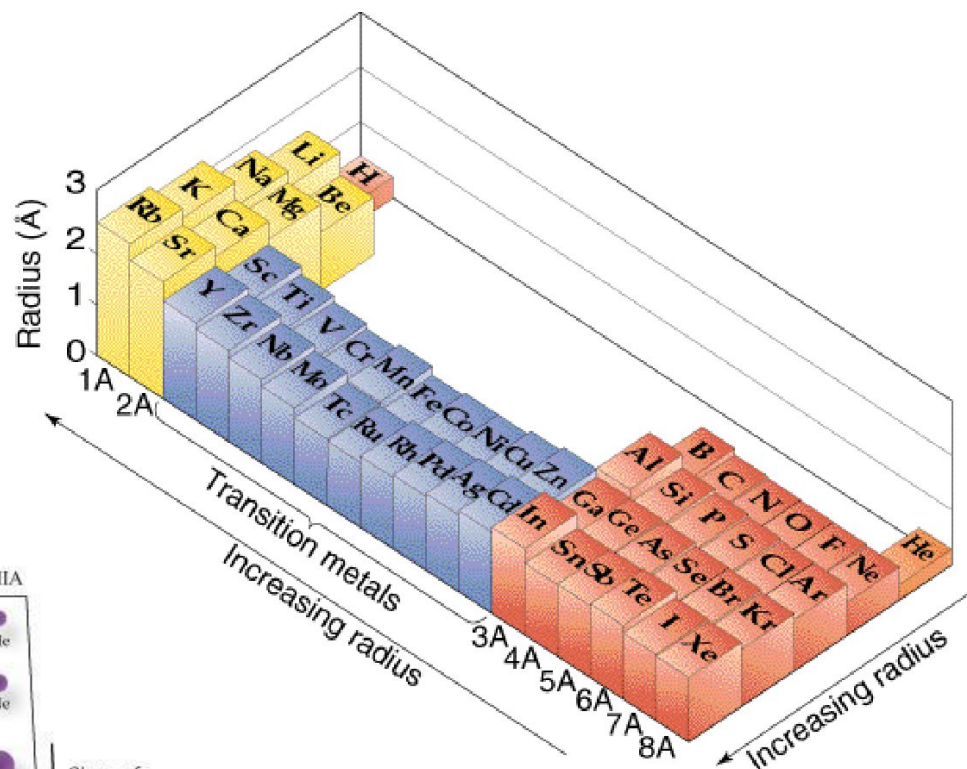 Radius (Å)
3
2
1
0
H
Li
Be
Na
Mg
K
Ca
Sc
Ti
V
Cr
Mn
Fe
Co
Ni
Cu
Zn
Rb
Sr
Y
Zr
Nb
Mo
Tc
Ru
Rh
Pd
Ag
Cd
B
C
N
O
F
Ne
He
Al
Si
P
S
Cl
Ar
Ga
Ge
As
Se
Br
Kr
In
Sn
Sb
Te
I
Xe
1A
2A
Transition metals
3A
4A
5A
6A
7A
8A
Increasing radius
Increasing radius
IIA